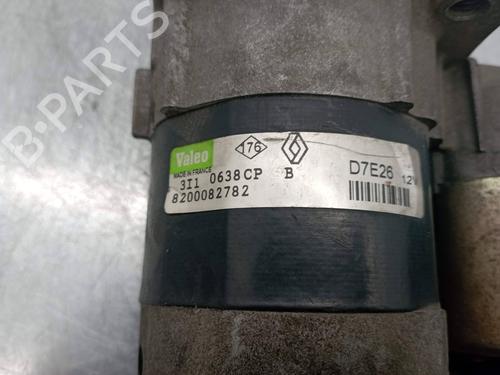 B-PARTS
Valeo
MADE IN FRANCE
176
3I1 0638CP B
8200082782
D7E26
12V